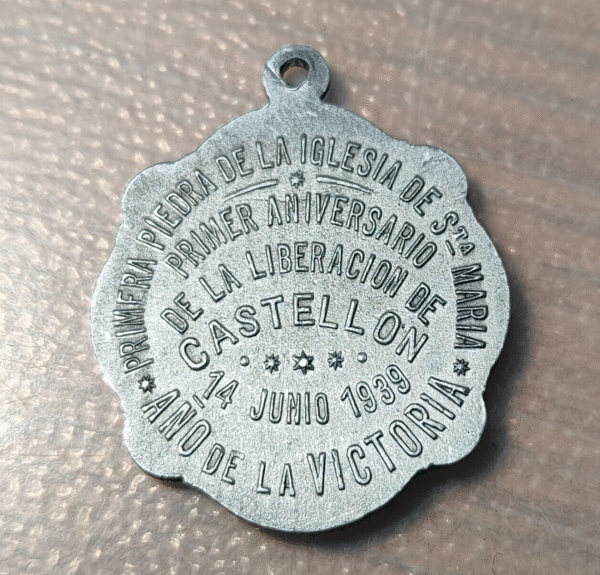 PRIMERA PIEDRA DE LA IGLESIA DE STA MARIA
PRIMER ANIVERSARIO
DE LA LIBERACION DE
CASTELLON
14 JUNIO 1939
AÑO DE LA VICTORIA